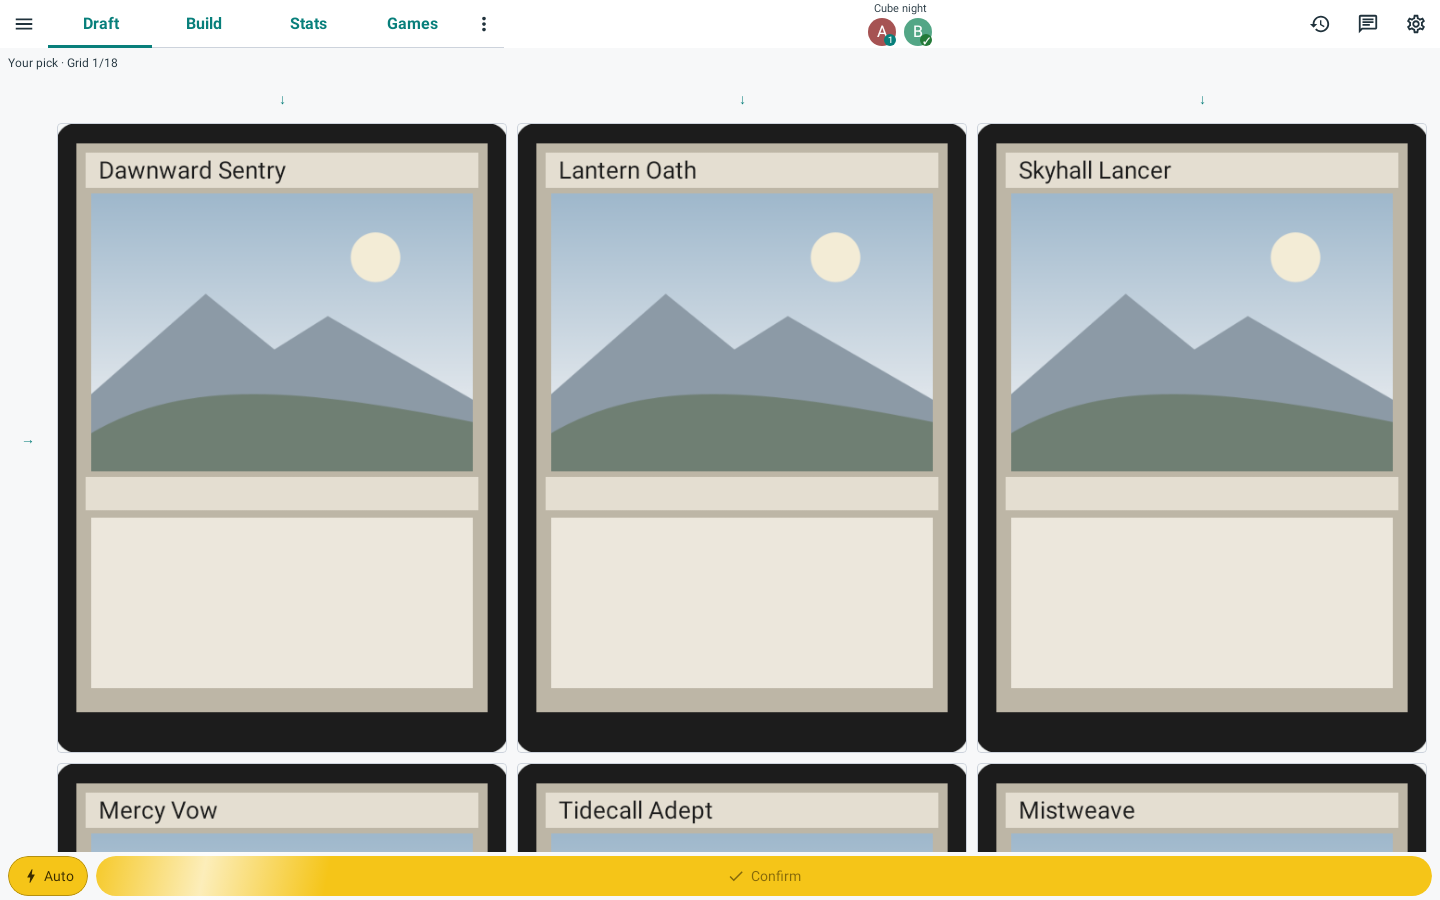 Draft Build Stats Games
Cube night
A 1 B
Your pick · Grid 1/18
↓ ↓ ↓
→
Dawnward Sentry
Lantern Oath
Skyhall Lancer
Mercy Vow
Tidecall Adept
Mistweave
Auto
Confirm